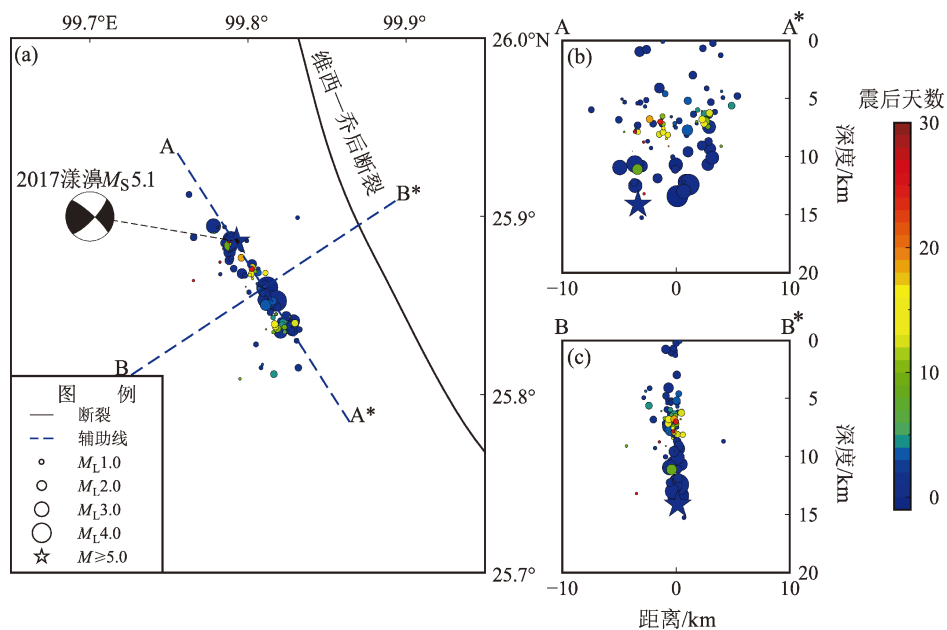 99.7°E 99.8° 99.9°
(a)
26.0°N
25.9°
25.8°
25.7°
维西—乔后断裂
A
A*
B
B*
2017漾濞MS5.1
图 例
断裂
辅助线
ML1.0
ML2.0
ML3.0
ML4.0
M≥5.0
A A*
(b)
0
5
10
15
20
深度/km
−10 0 10
B B*
(c)
0
5
10
15
20
深度/km
−10 0 10
距离/km
震后天数
30
20
10
0